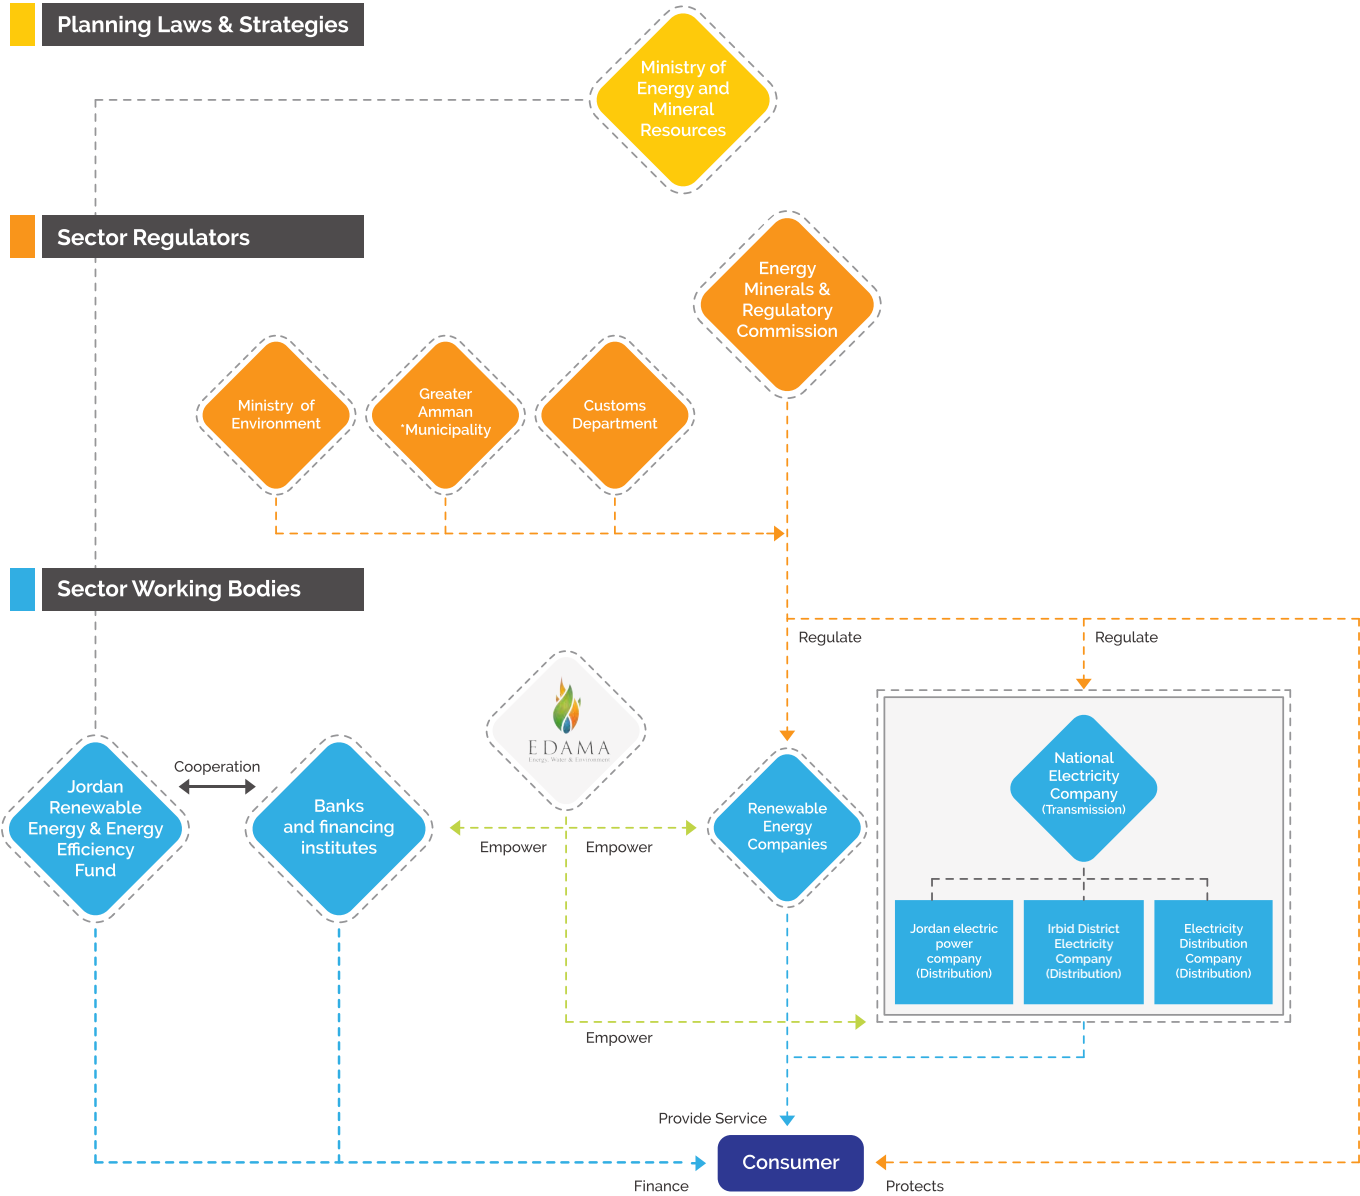 Planning Laws & Strategies
Ministry of
Energy and
Mineral
Resources
Sector Regulators
Energy
Minerals &
Regulatory
Commission
Ministry of
Environment
Greater
Amman
*Municipality
Customs
Department
Sector Working Bodies
Regulate
Regulate
EDAMA
Energy, Water & Environment
Cooperation
Jordan
Renewable
Energy & Energy
Efficiency
Fund
Banks
and financing
institutes
Empower
Empower
Renewable
Energy
Companies
National
Electricity
Company
(Transmission)
Jordan electric
power
company
(Distribution)
Irbid District
Electricity
Company
(Distribution)
Electricity
Distribution
Company
(Distribution)
Empower
Provide Service
Consumer
Finance
Protects